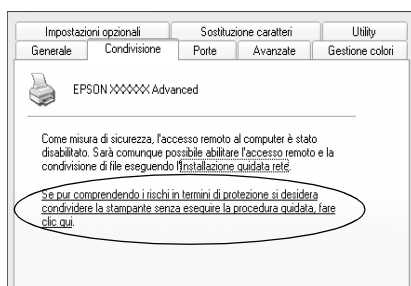 Impostazioni opzionali Sostituzione caratteri Utility
Generale Condivisione Porte Avanzate Gestione colori
EPSON XXXXXX Advanced
Come misura di sicurezza, l'accesso remoto al computer è stato
disabilitato. Sarà comunque possibile abilitare l'accesso remoto e la
condivisione di file eseguendo l'Installazione guidata rete.
Se pur comprendendo i rischi in termini di protezione si desidera
condividere la stampante senza eseguire la procedura guidata, fare
clic qui.